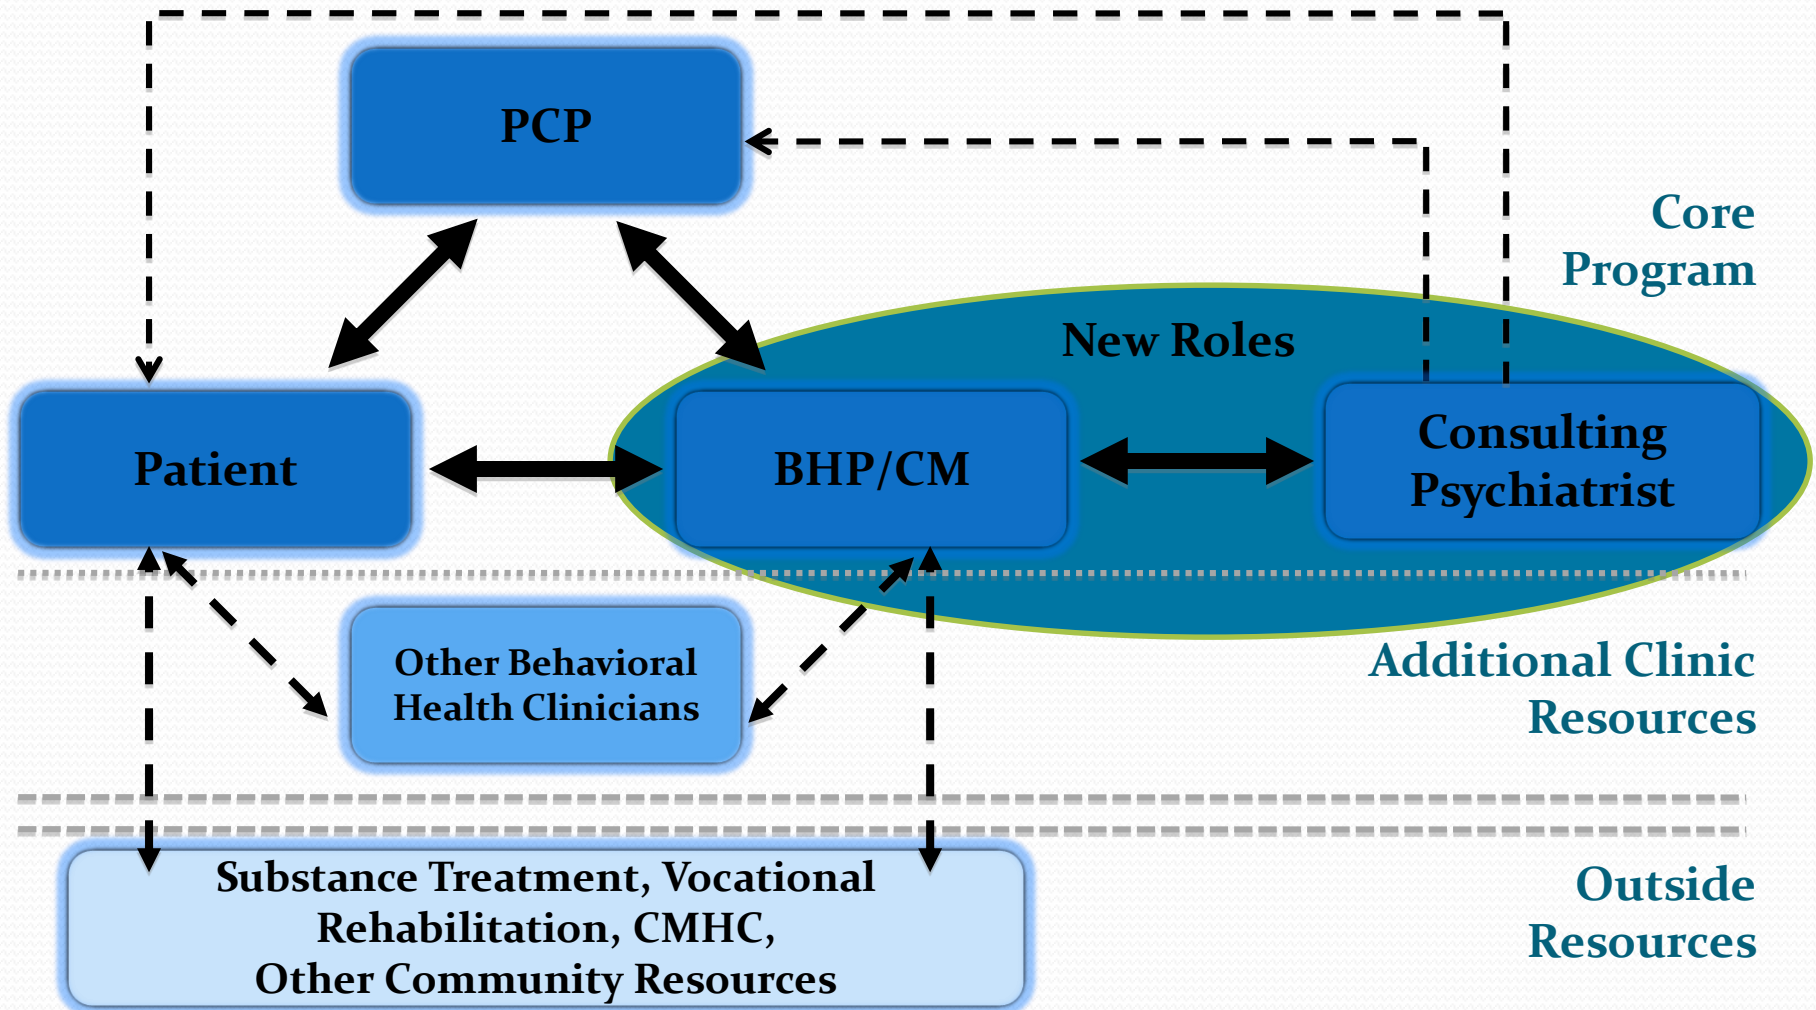 PCP
Core
Program
New Roles
Patient
BHP/CM
Consulting
Psychiatrist
Other Behavioral
Health Clinicians
Additional Clinic
Resources
Substance Treatment, Vocational
Rehabilitation, CMHC,
Other Community Resources
Outside
Resources